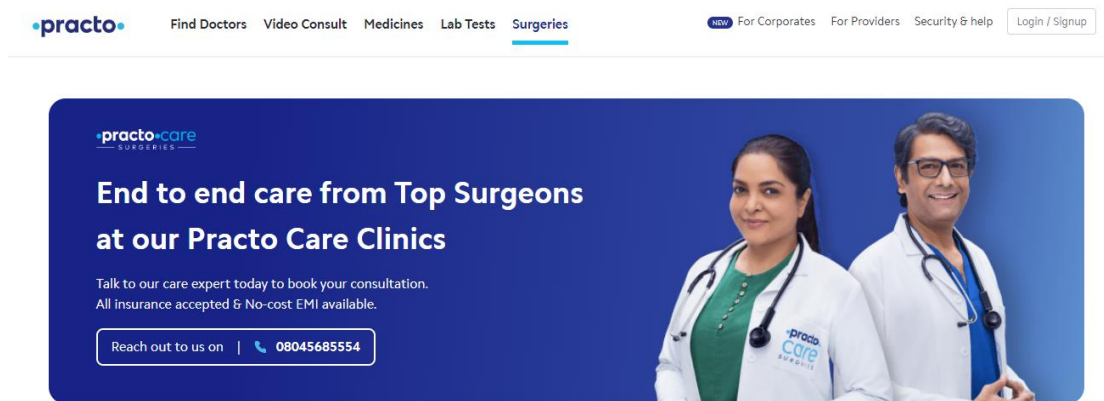 practo
Find Doctors Video Consult Medicines Lab Tests Surgeries
NEW For Corporates For Providers Security & help Login / Signup
practo care
SURGERIES
End to end care from Top Surgeons
at our Practo Care Clinics
Talk to our care expert today to book your consultation.
All insurance accepted & No-cost EMI available.
Reach out to us on | 08045685554
practo
Care
SURGERIES